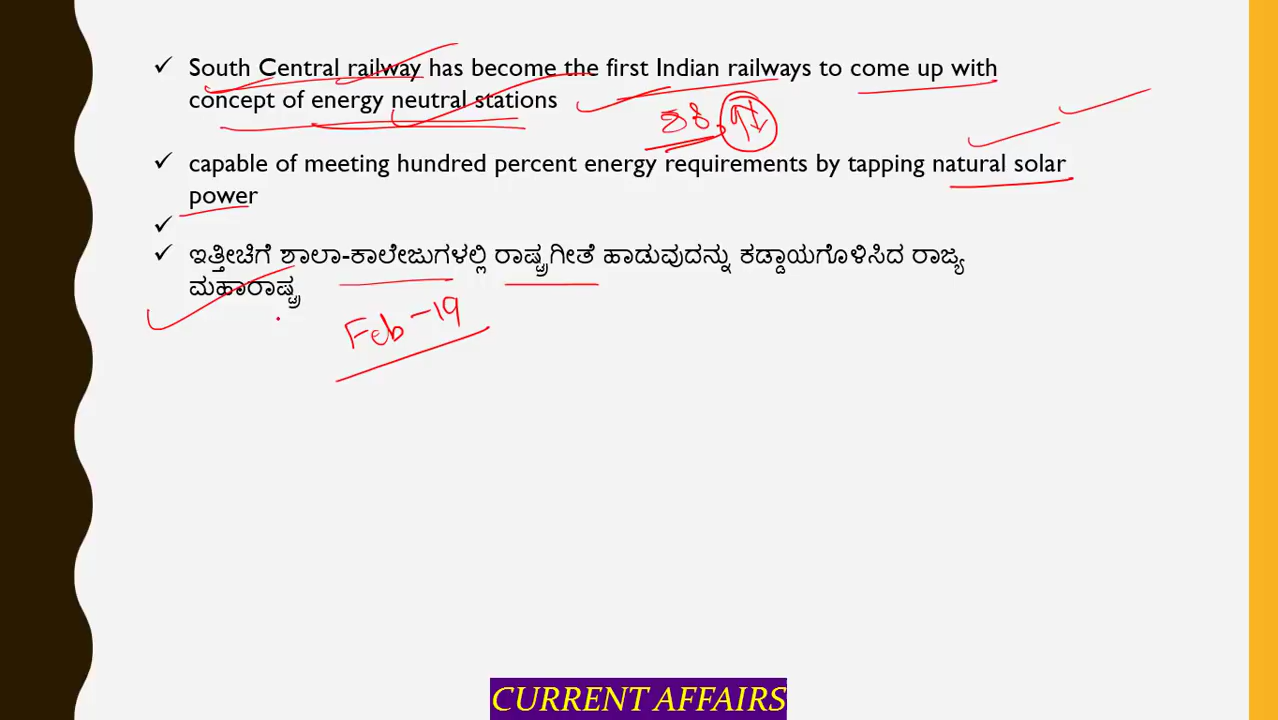 South Central railway has become the first Indian railways to come up with
concept of energy neutral stations
capable of meeting hundred percent energy requirements by tapping natural solar
power
ಇತ್ತೀಚಿಗೆ ಶಾಲಾ-ಕಾಲೇಜುಗಳಲ್ಲಿ ರಾಷ್ಟ್ರಗೀತೆ ಹಾಡುವುದನ್ನು ಕಡ್ಡಾಯಗೊಳಿಸಿದ ರಾಜ್ಯ
ಮಹಾರಾಷ್ಟ್ರ
Feb -19
CURRENT AFFAIRS